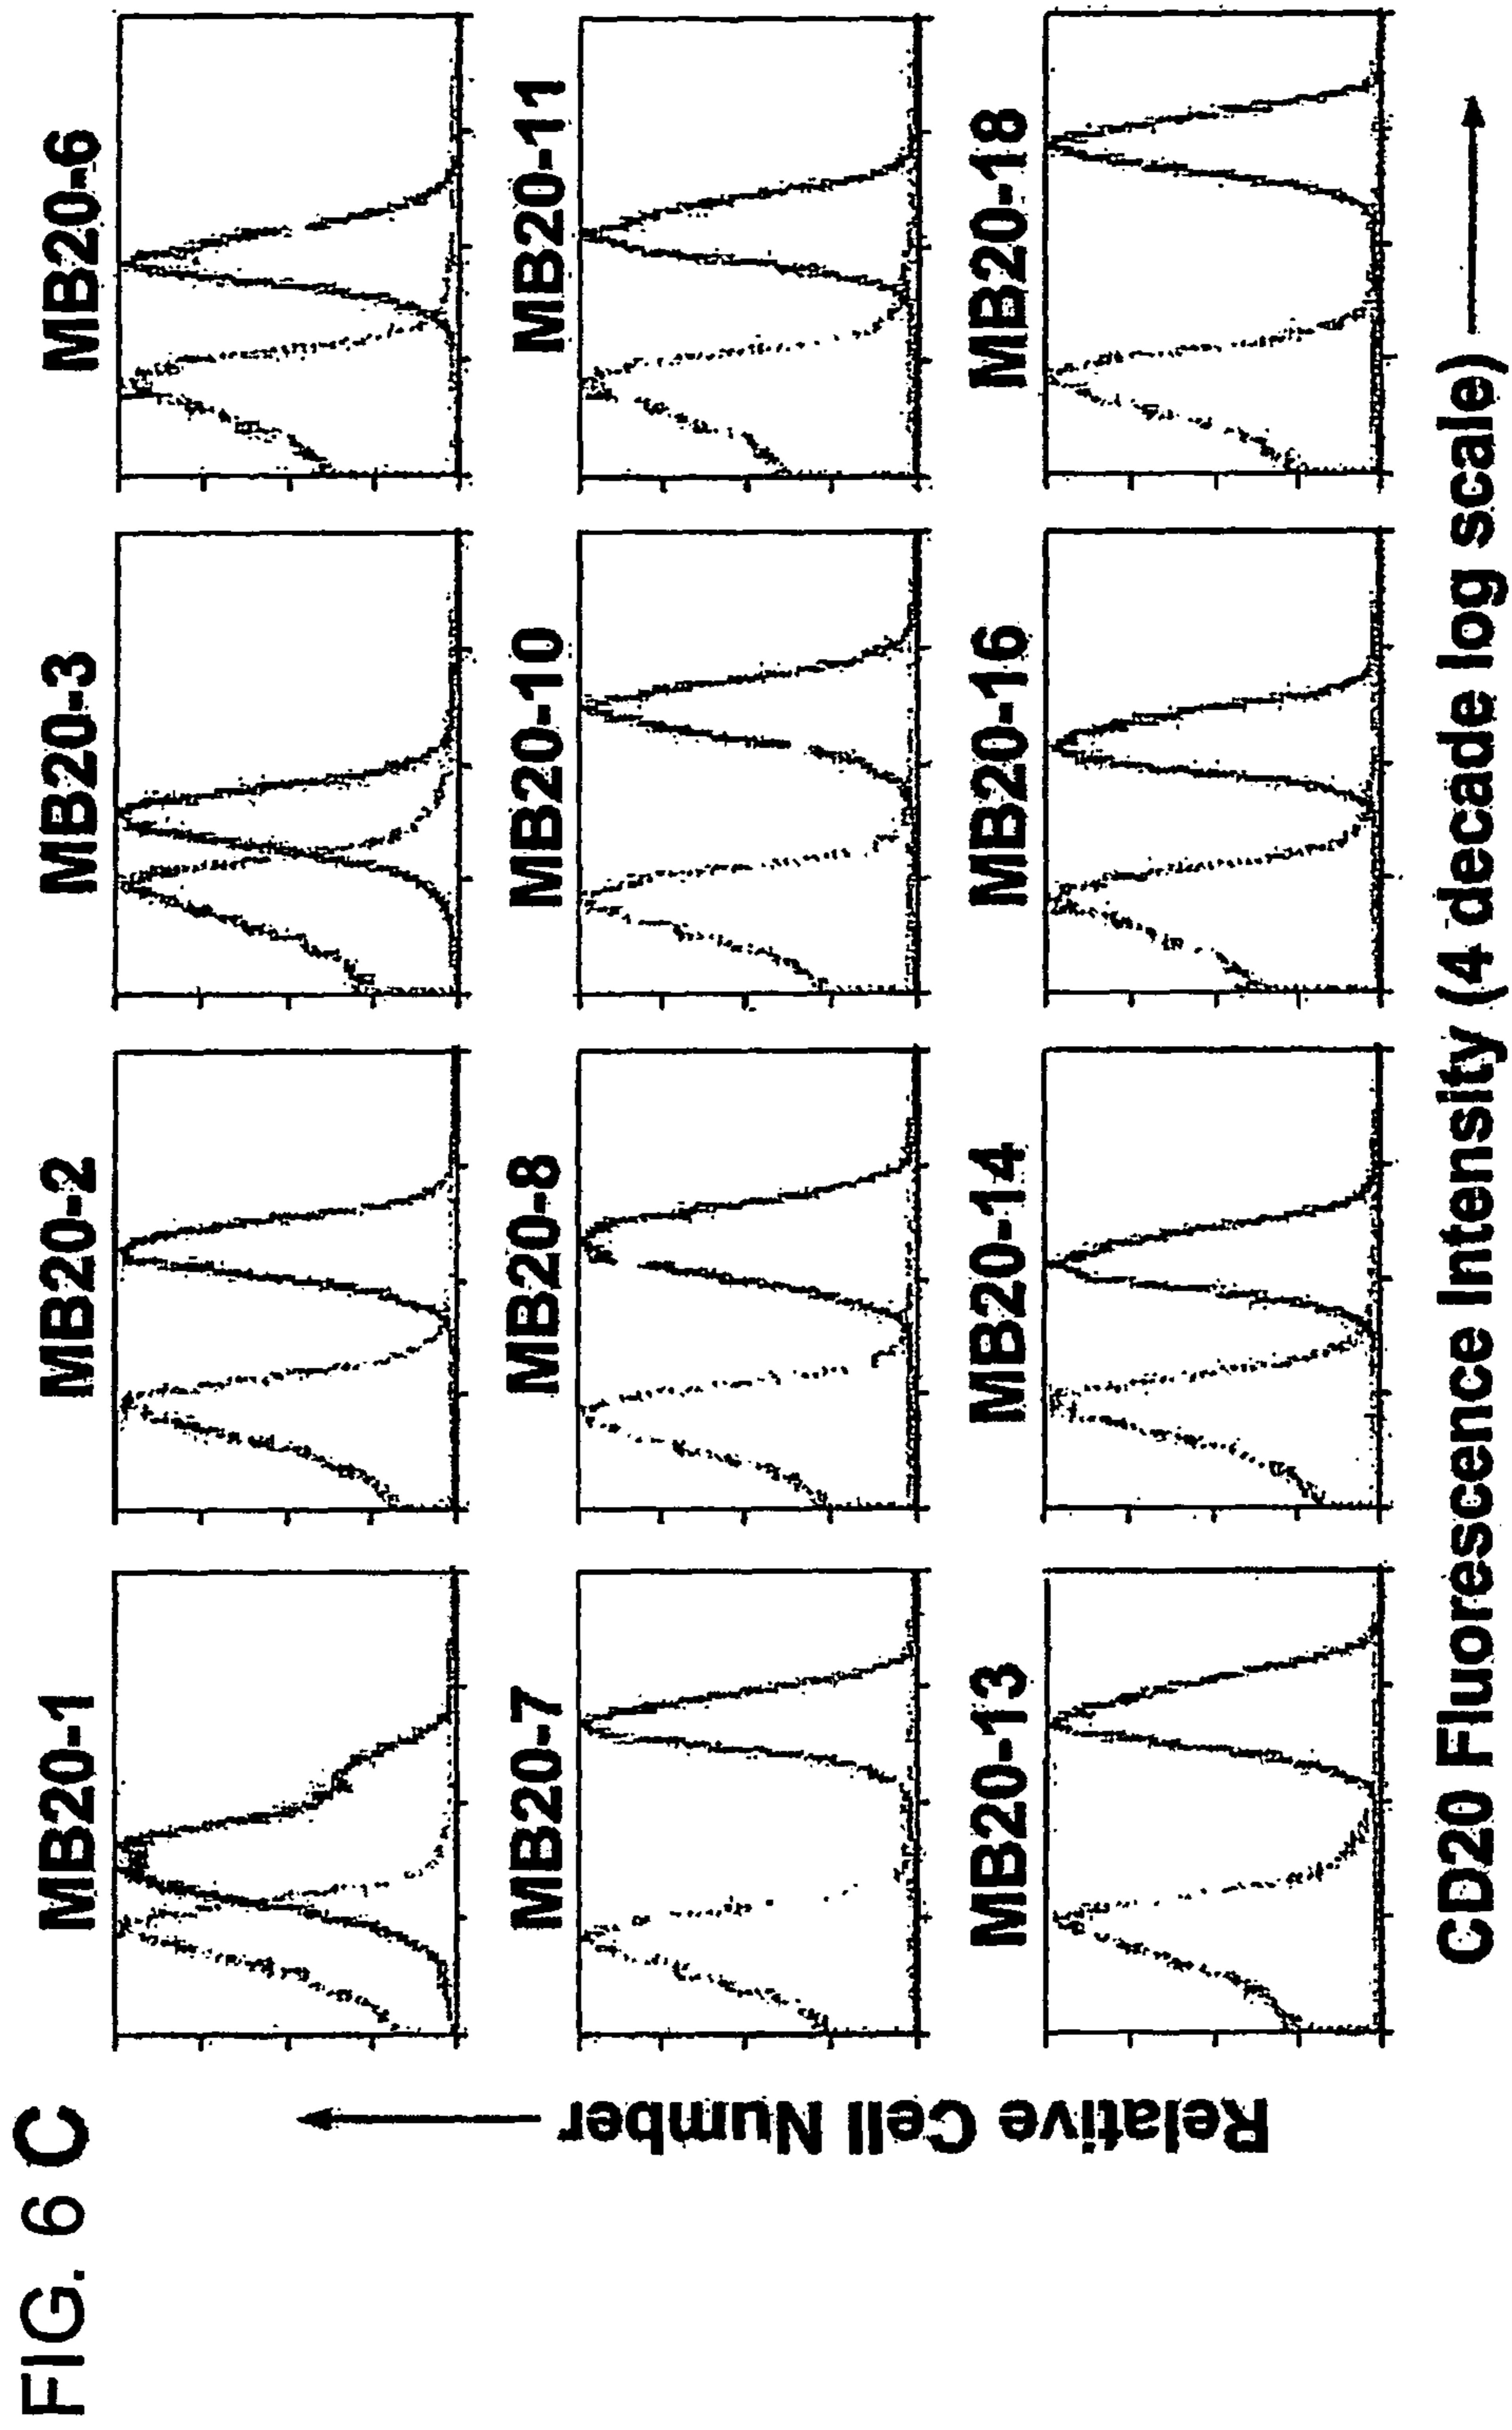 FIG. 6 C
MB20-1 MB20-2 MB20-3 MB20-6
MB20-7 MB20-8 MB20-10 MB20-11
MB20-13 MB20-14 MB20-16 MB20-18
Relative Cell Number
CD20 Fluorescence Intensity (4 decade log scale)